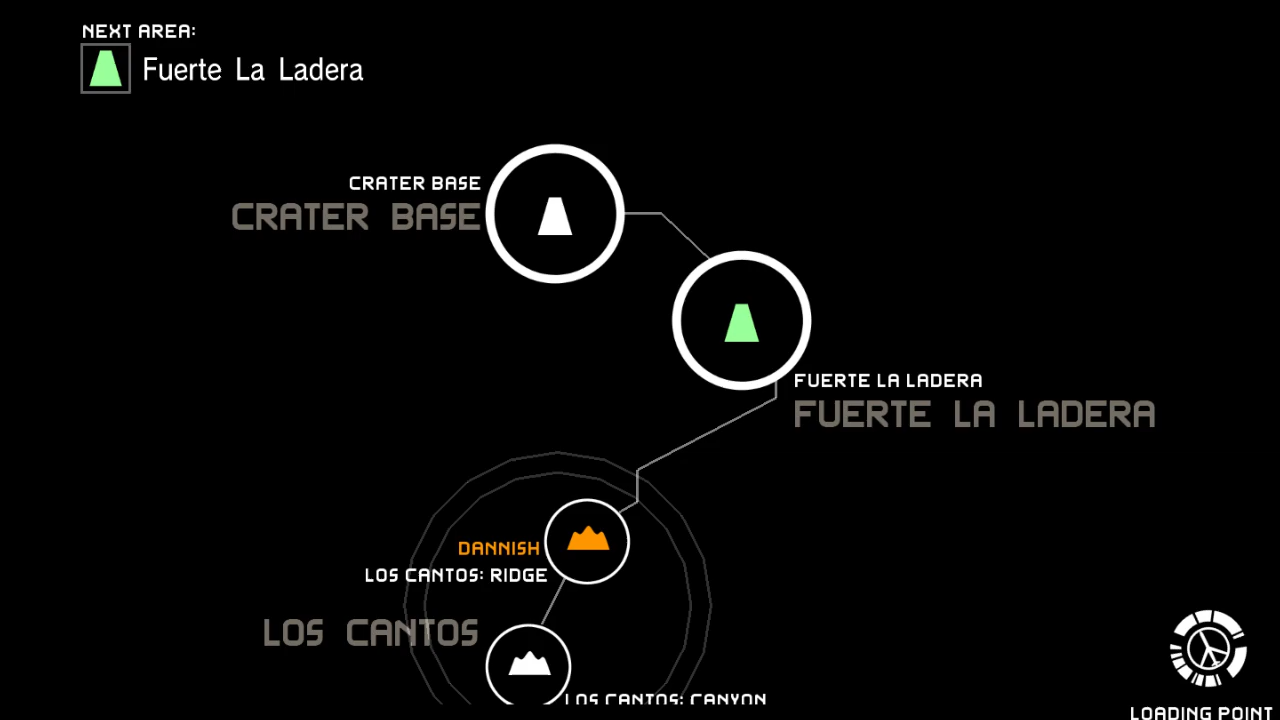 NEXT AREA:
Fuerte La Ladera
CRATER BASE
CRATER BASE
FUERTE LA LADERA
FUERTE LA LADERA
DANNISH
LOS CANTOS: RIDGE
LOS CANTOS
LOS CANTOS: CANYON
LOADING POINT